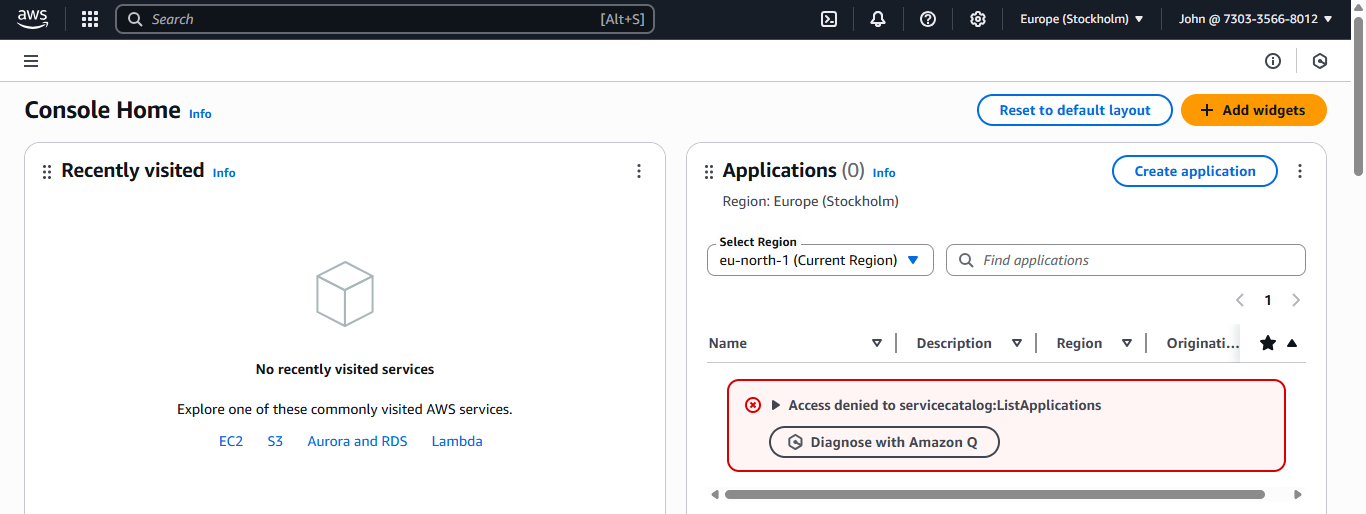 aws Search [Alt+S] Europe (Stockholm) John @ 7303-3566-8012
Console Home Info Reset to default layout Add widgets
Recently visited Info
No recently visited services
Explore one of these commonly visited AWS services.
EC2 S3 Aurora and RDS Lambda
Applications (0) Info Create application
Region: Europe (Stockholm)
Select Region
eu-north-1 (Current Region) Find applications
1
Name Description Region Originati...
Access denied to servicecatalog:ListApplications
Diagnose with Amazon Q